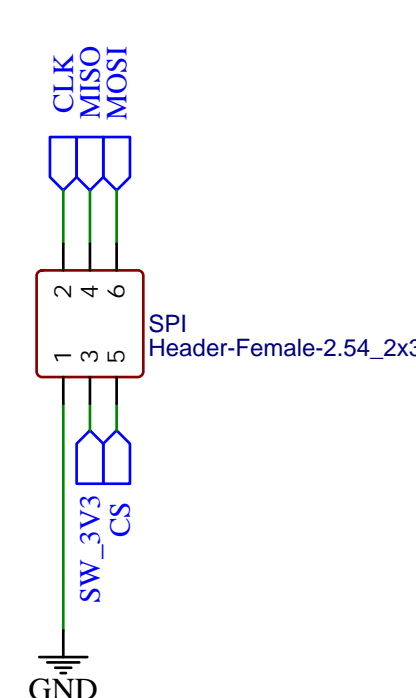 CLK
MISO
MOSI
2
4
6
1
3
5
SPI
Header-Female-2.54_2x3
SW_3V3
CS
GND